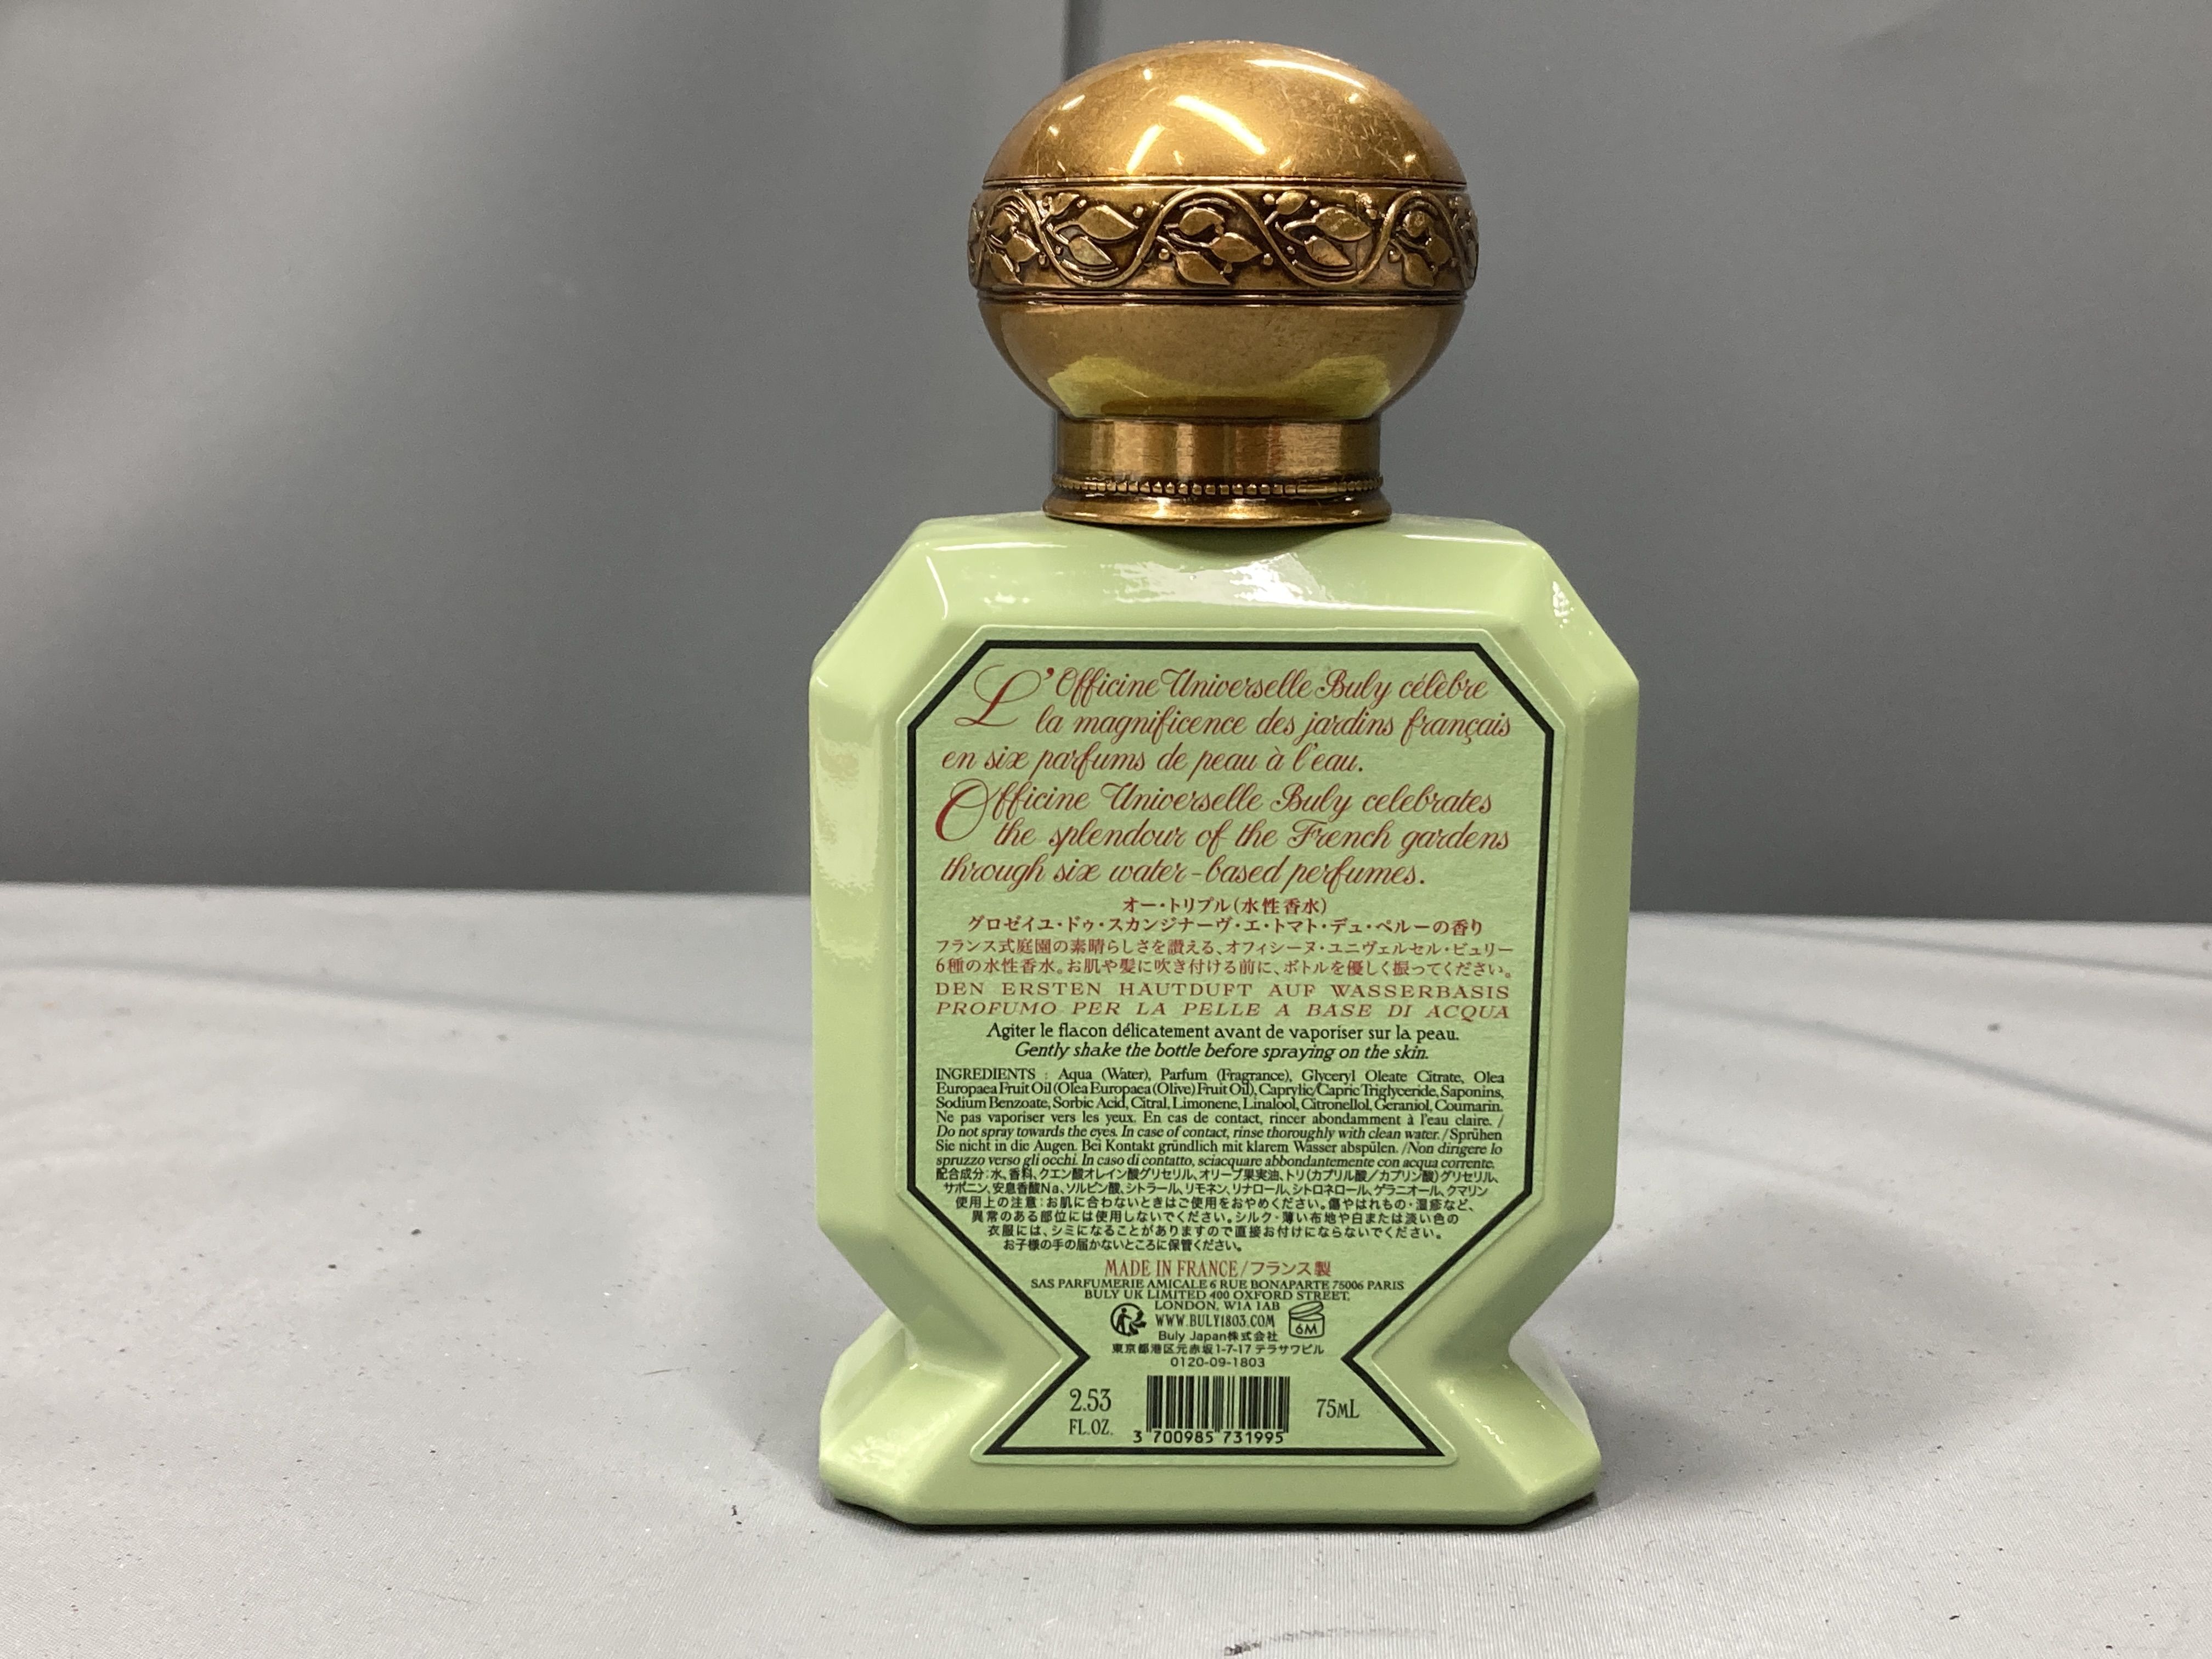 L'Officine Universelle Buly célèbre
la magnificence des jardins français
en six parfums de peau à l'eau.
Officine Universelle Buly celebrates
the splendour of the French gardens
through six water-based perfumes.
オー・トリプル(水性香水)
グロゼイユ・ドゥ・スカンジナーヴ・エ・トマト・デュ・ペルーの香り
フランス式庭園の素晴らしさを讃える、オフィシーヌ・ユニヴェルセル・ビュリー
6種の水性香水。お肌や髪に吹き付ける前に、ボトルを優しく振ってください。
DEN ERSTEN HAUTDUFT AUF WASSERBASIS
PROFUMO PER LA PELLE A BASE DI ACQUA
Agiter le flacon délicatement avant de vaporiser sur la peau.
Gently shake the bottle before spraying on the skin.
INGREDIENTS : Aqua (Water), Parfum (Fragrance), Glyceryl Oleate Citrate, Olea
Europaea Fruit Oil (Olea Europaea (Olive) Fruit Oil), Caprylic/Capric Triglyceride, Saponins,
Sodium Benzoate, Sorbic Acid, Citral, Limonene, Linalool, Citronellol, Geraniol, Coumarin.
Ne pas vaporiser vers les yeux. En cas de contact, rincer abondamment à l'eau claire. /
Do not spray towards the eyes. In case of contact, rinse thoroughly with clean water. / Sprühen
Sie nicht in die Augen. Bei Kontakt gründlich mit klarem Wasser abspülen. /Non dirigere lo
spruzzo verso gli occhi. In caso di contatto, sciacquare abbondantemente con acqua corrente.
配合成分:水、香料、クエン酸オレイン酸グリセリル、オリーブ果実油、トリ(カプリル酸/カプリン酸)グリセリル、
サポニン、安息香酸Na、ソルビン酸、シトラール、リモネン、リナロール、シトロネロール、ゲラニオール、クマリン
使用上の注意:お肌に合わないときはご使用をおやめください。傷やはれもの・湿疹など、
異常のある部位には使用しないでください。シルク・薄い布地や白または淡い色の
衣服には、シミになることがありますので直接お付けにならないでください。
お子様の手の届かないところに保管ください。
MADE IN FRANCE/フランス製
SAS PARFUMERIE AMICALE 6 RUE BONAPARTE 75006 PARIS
BULY UK LIMITED 400 OXFORD STREET,
LONDON, W1A 1AB
WWW.BULY1803.COM
6M
Buly Japan株式会社
東京都港区元赤坂1-7-17 テラサワビル
0120-09-1803
2.53
FL.OZ.
75ML
3 700985 731995